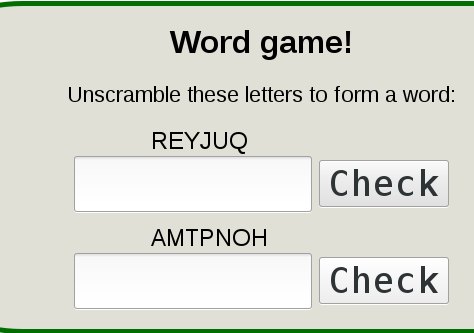 Word game!
Unscramble these letters to form a word:
REYJUQ
Check
AMTPNOH
Check